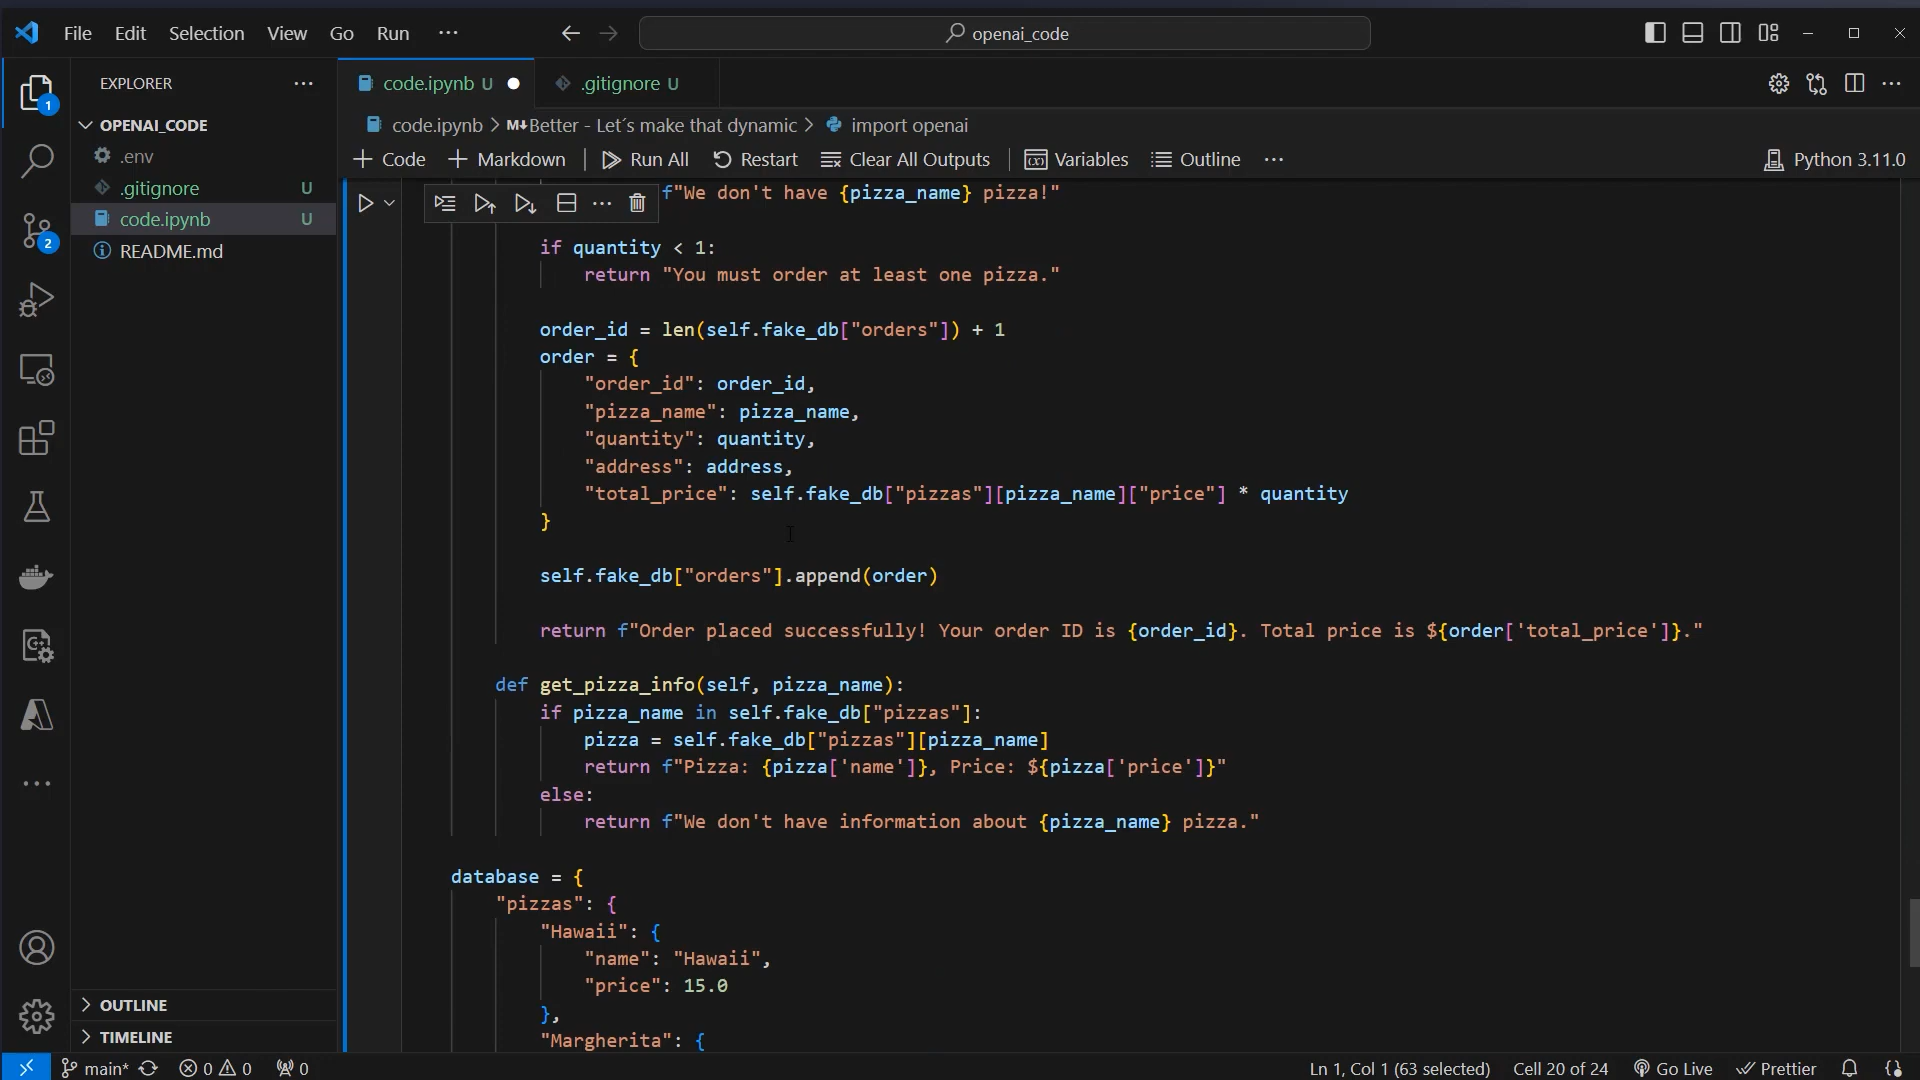 File Edit Selection View Go Run ··· openai_code
EXPLORER ···
code.ipynb U
.gitignore U
1
OPENAI_CODE
.env
.gitignore U
code.ipynb U
README.md
2
OUTLINE
TIMELINE
code.ipynb > M↓Better - Let´s make that dynamic > import openai
+ Code + Markdown | Run All Restart Clear All Outputs | Variables Outline ··· Python 3.11.0
f"We don't have {pizza_name} pizza!"
if quantity < 1:
return "You must order at least one pizza."
order_id = len(self.fake_db["orders"]) + 1
order = {
"order_id": order_id,
"pizza_name": pizza_name,
"quantity": quantity,
"address": address,
"total_price": self.fake_db["pizzas"][pizza_name]["price"] * quantity
}
self.fake_db["orders"].append(order)
return f"Order placed successfully! Your order ID is {order_id}. Total price is ${order['total_price']}."
def get_pizza_info(self, pizza_name):
if pizza_name in self.fake_db["pizzas"]:
pizza = self.fake_db["pizzas"][pizza_name]
return f"Pizza: {pizza['name']}, Price: ${pizza['price']}"
else:
return f"We don't have information about {pizza_name} pizza."
database = {
"pizzas": {
"Hawaii": {
"name": "Hawaii",
"price": 15.0
},
"Margherita": {
main* 0 0 0 Ln 1, Col 1 (63 selected) Cell 20 of 24 Go Live Prettier